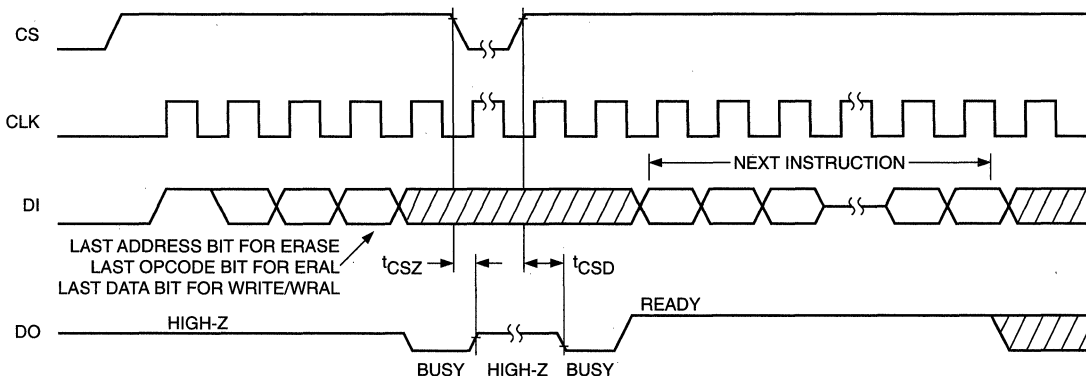 CS
CLK
NEXT INSTRUCTION
DI
LAST ADDRESS BIT FOR ERASE
LAST OPCODE BIT FOR ERAL
LAST DATA BIT FOR WRITE/WRAL
tCSZ
tCSD
READY
HIGH-Z
DO
BUSY
HIGH-Z
BUSY